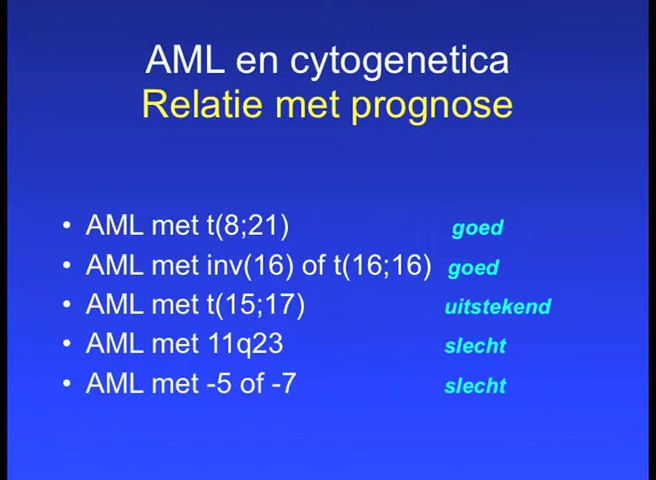 AML en cytogenetica
Relatie met prognose
• AML met t(8;21) goed
• AML met inv(16) of t(16;16) goed
• AML met t(15;17) uitstekend
• AML met 11q23 slecht
• AML met -5 of -7 slecht